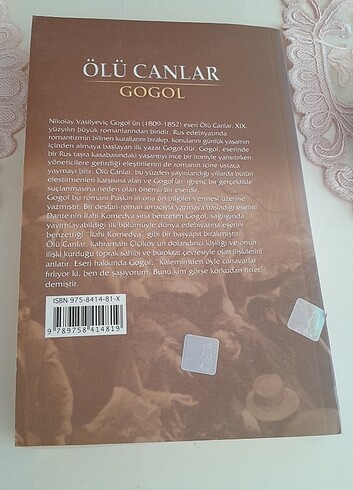 ÖLÜ CANLAR
GOGOL
Nikolay Vasilyeviç Gogol'ün (1809-1852) eseri Ölü Canlar, XIX.
yüzyılın büyük romanlarından biridir. Rus edebiyatında
romantizmin bilinen kurallarını bırakıp, konularını günlük yaşamın
içinden almaya başlayan ilk yazar Gogol'dür. Gogol, eserinde
bir Rus taşra kasabasındaki yaşantıyı ince bir ironiyle yansıtırken
yöneticilere getirdiği eleştirilerini de romanın içine ustaca
yaymayı bilir. Ölü Canlar, bu yüzden yayınlandığı yıllarda bütün
eleştirmenleri karşısına alan ve Gogol'ün iğrenç bir gerçekçilikle
suçlanmasına neden olan önemli bir eserdir.
Gogol bu romanı Puşkin'in ona ön bilgiler vermesi üzerine
yazmıştır. Bir destan-roman amacıyla yazmaya başladığı eserini
Dante'nin İlahi Komedya'sına benzeten Gogol, sağlığında
yayımlayabildiği ilk bölümüyle dünya edebiyatına eserini
benzettiği "İlahi Komedya" gibi bir başyapıt bırakmıştır.
Ölü Canlar, kahramanı Çiçikov'un dolandırıcı kişiliği ve onun
ilişki kurduğu toprak sahibi ve bürokrat çevresiyle olan ilişkilerini
anlatır. Eseri hakkında Gogol, "Kalemimden öyle canavarlar
fırlıyor ki, ben de şaşıyorum. Bunu kim görse korkudan titrer"
demiştir.
ISBN 975-8414-81-X
9 789758 414819